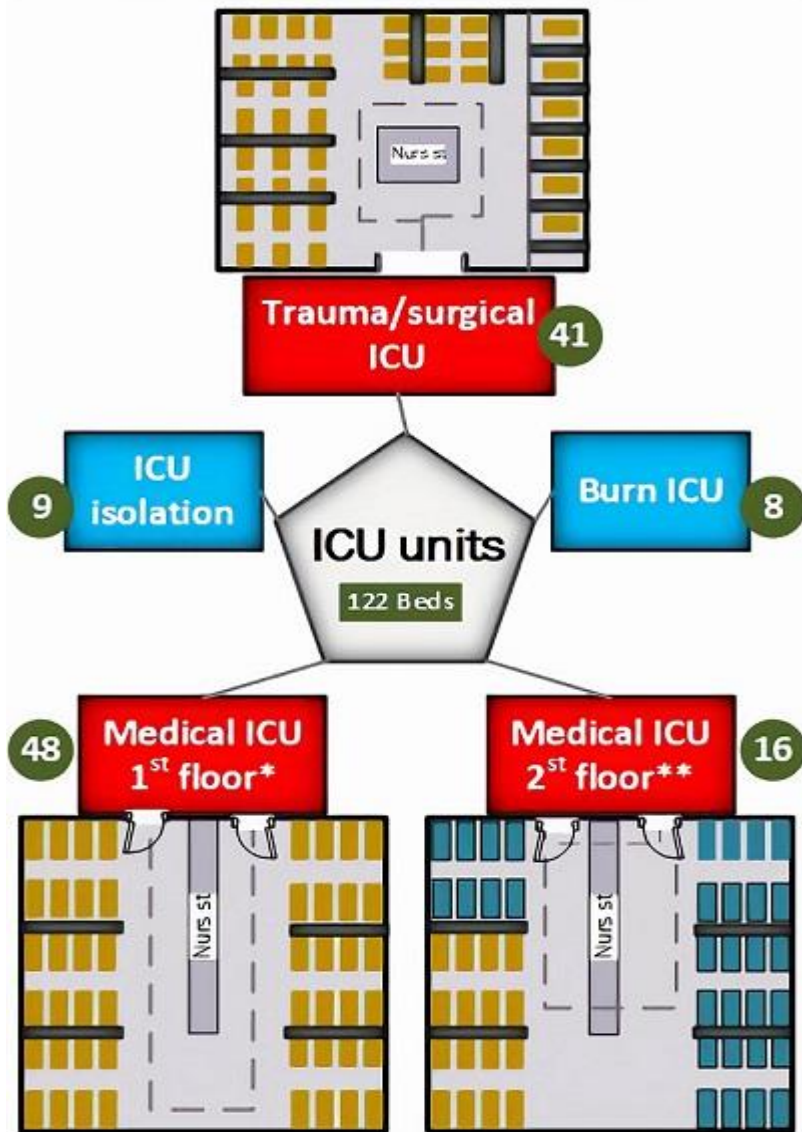 Nurs st
Trauma/surgical
ICU
41
ICU
isolation
9
Burn ICU
8
ICU units
122 Beds
48
Medical ICU
1st floor*
Medical ICU
2st floor**
16
Nurs st
Nurs st